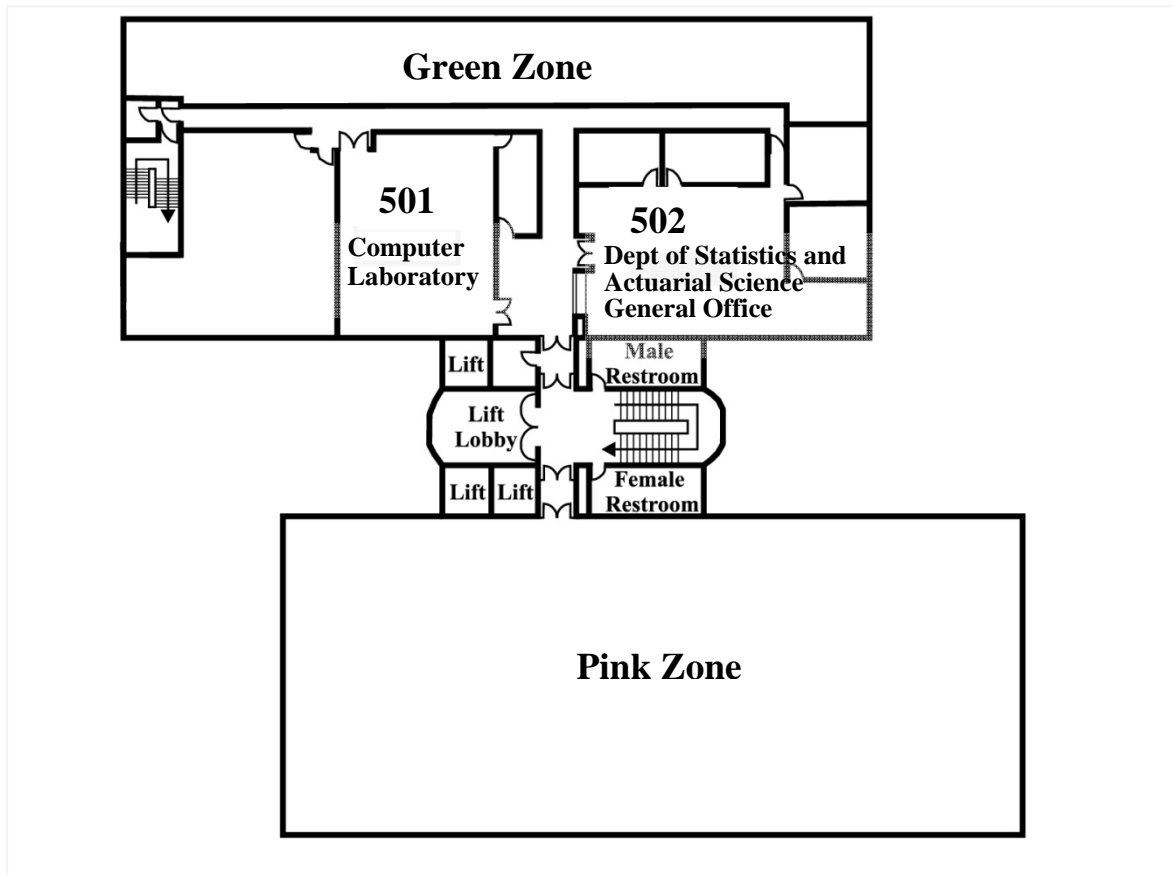 Green Zone
501
Computer
Laboratory
502
Dept of Statistics and
Actuarial Science
General Office
Lift
Male
Restroom
Lift
Lobby
Lift
Lift
Female
Restroom
Pink Zone